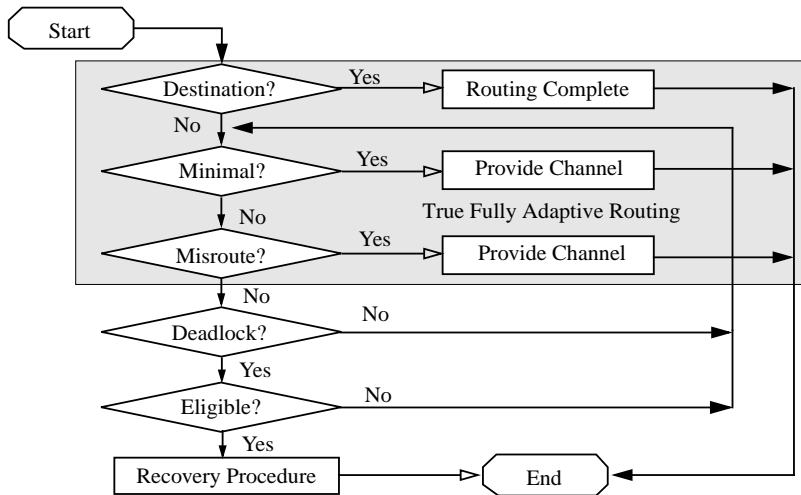 Start
Destination?
Yes
Routing Complete
No
Minimal?
Yes
Provide Channel
No
True Fully Adaptive Routing
Misroute?
Yes
Provide Channel
No
Deadlock?
No
Yes
Eligible?
No
Yes
Recovery Procedure
End